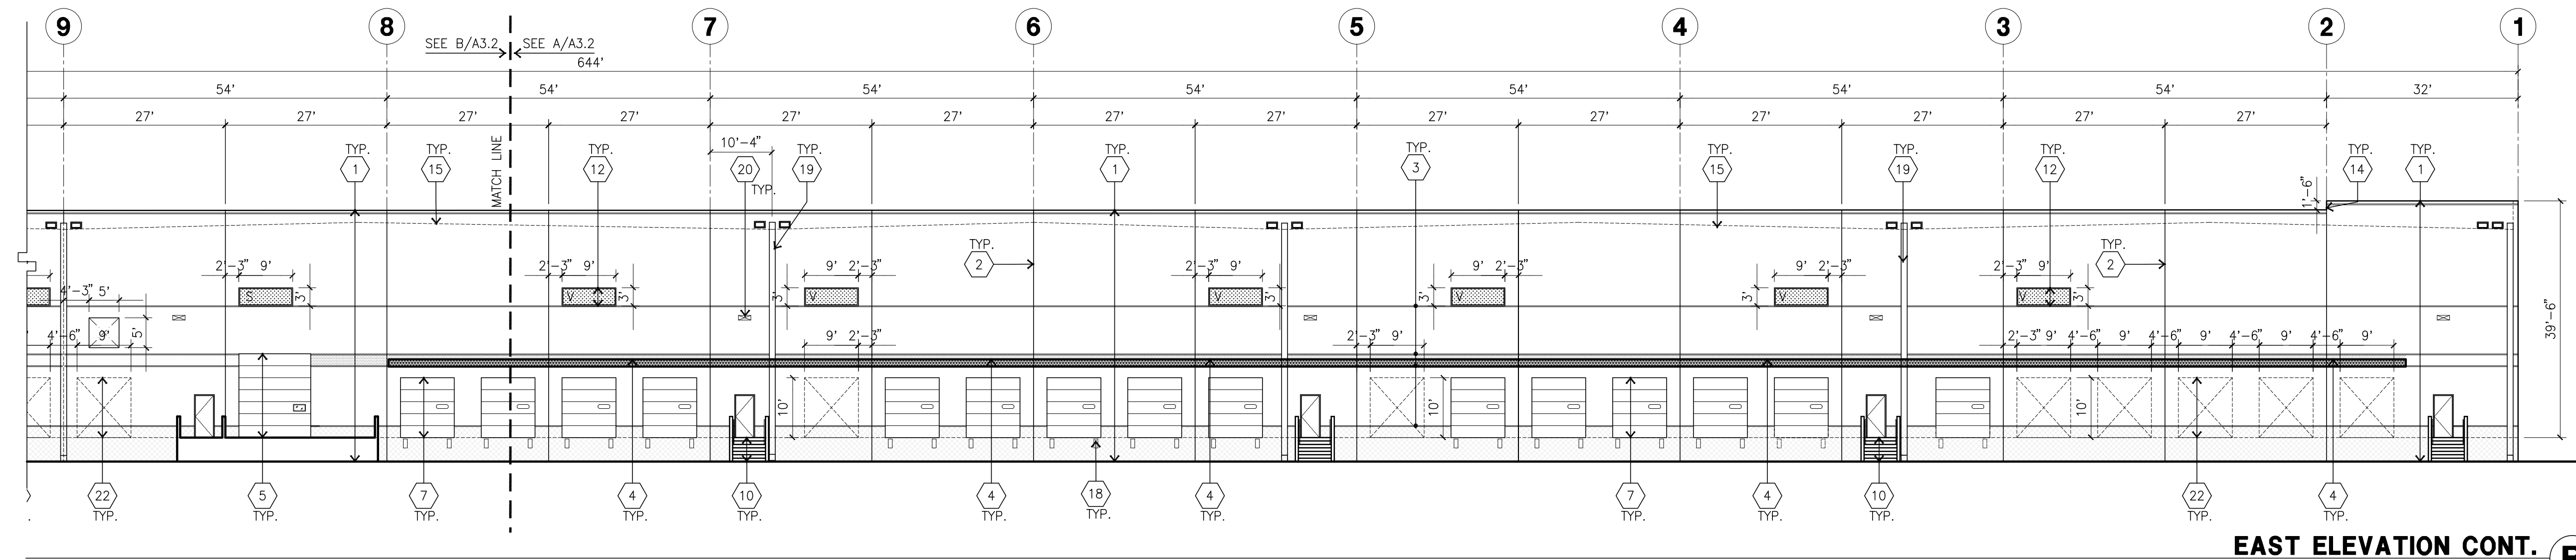 9 8 7 6 5 4 3 2 1
SEE B/A3.2 SEE A/A3.2
644'
54' 54' 54' 54' 54' 54' 54' 32'
27' 27' 27' 27' 27' 27' 27' 27' 27' 27' 27' 27' 27' 27'
MATCH LINE
10'-4"
TYP. TYP. TYP. TYP. TYP. TYP. TYP. TYP. TYP. TYP. TYP.
1 15 12 20 19 1 3 15 19 12 14 1
TYP.
1'-6"
TYP. TYP.
2 2
2'-3" 9' 2'-3" 9' 9' 2'-3" 2'-3" 9' 9' 2'-3" 9' 2'-3" 2'-3" 9'
4'-3" 5'
S V V V V V V
3' 3' 3' 3' 3' 3' 3'
39'-6"
5'
4'-6" 9' 9' 2'-3" 2'-3" 9' 2'-3" 9' 4'-6" 9' 4'-6" 9' 4'-6" 9' 4'-6" 9'
10' 10' 10'
22 5 7 4 10 4 18 4 7 4 10 22 4
TYP. TYP. TYP. TYP. TYP. TYP. TYP. TYP. TYP. TYP. TYP. TYP. TYP.
EAST ELEVATION CONT.